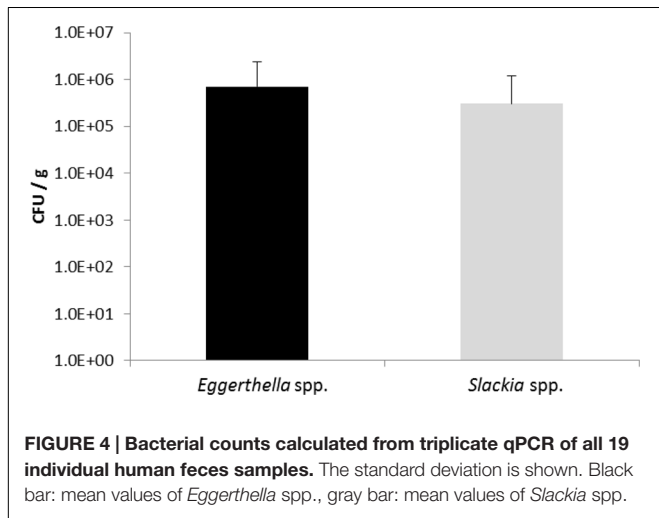 1.0E+07
1.0E+06
1.0E+05
1.0E+04
1.0E+03
1.0E+02
1.0E+01
1.0E+00
CFU / g
Eggerthella spp.
Slackia spp.
FIGURE 4 | Bacterial counts calculated from triplicate qPCR of all 19
individual human feces samples. The standard deviation is shown. Black
bar: mean values of Eggerthella spp., gray bar: mean values of Slackia spp.